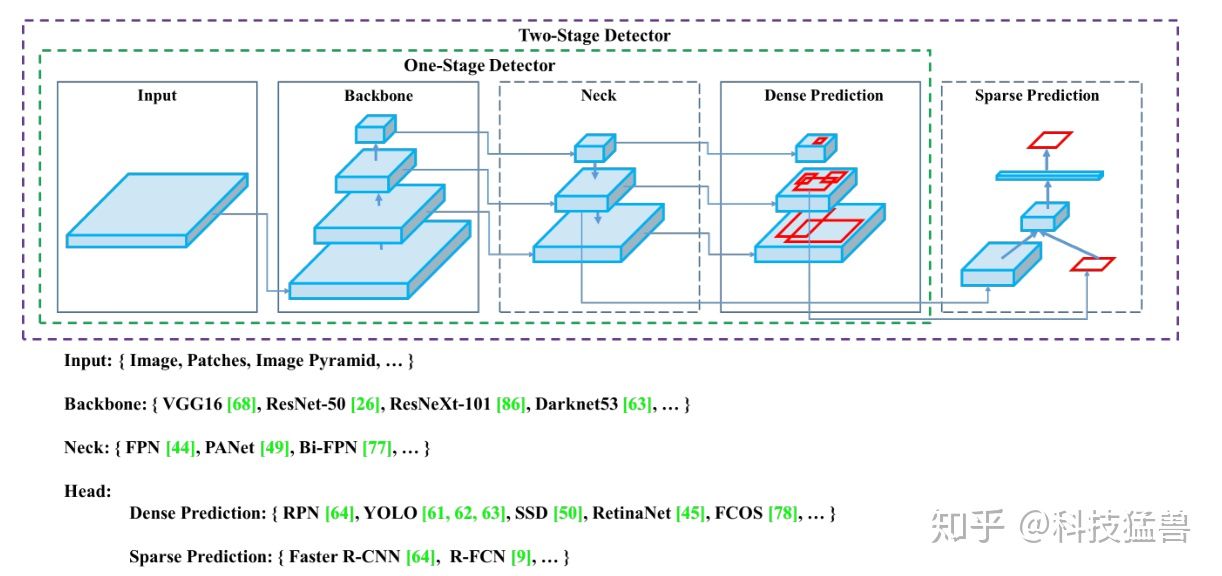 Two-Stage Detector
One-Stage Detector
Input
Backbone
Neck
Dense Prediction
Sparse Prediction
Input: { Image, Patches, Image Pyramid, … }
Backbone: { VGG16 [68], ResNet-50 [26], ResNeXt-101 [86], Darknet53 [63], … }
Neck: { FPN [44], PANet [49], Bi-FPN [77], … }
Head:
Dense Prediction: { RPN [64], YOLO [61, 62, 63], SSD [50], RetinaNet [45], FCOS [78], … }
Sparse Prediction: { Faster R-CNN [64], R-FCN [9], … }
知乎 @科技猛兽